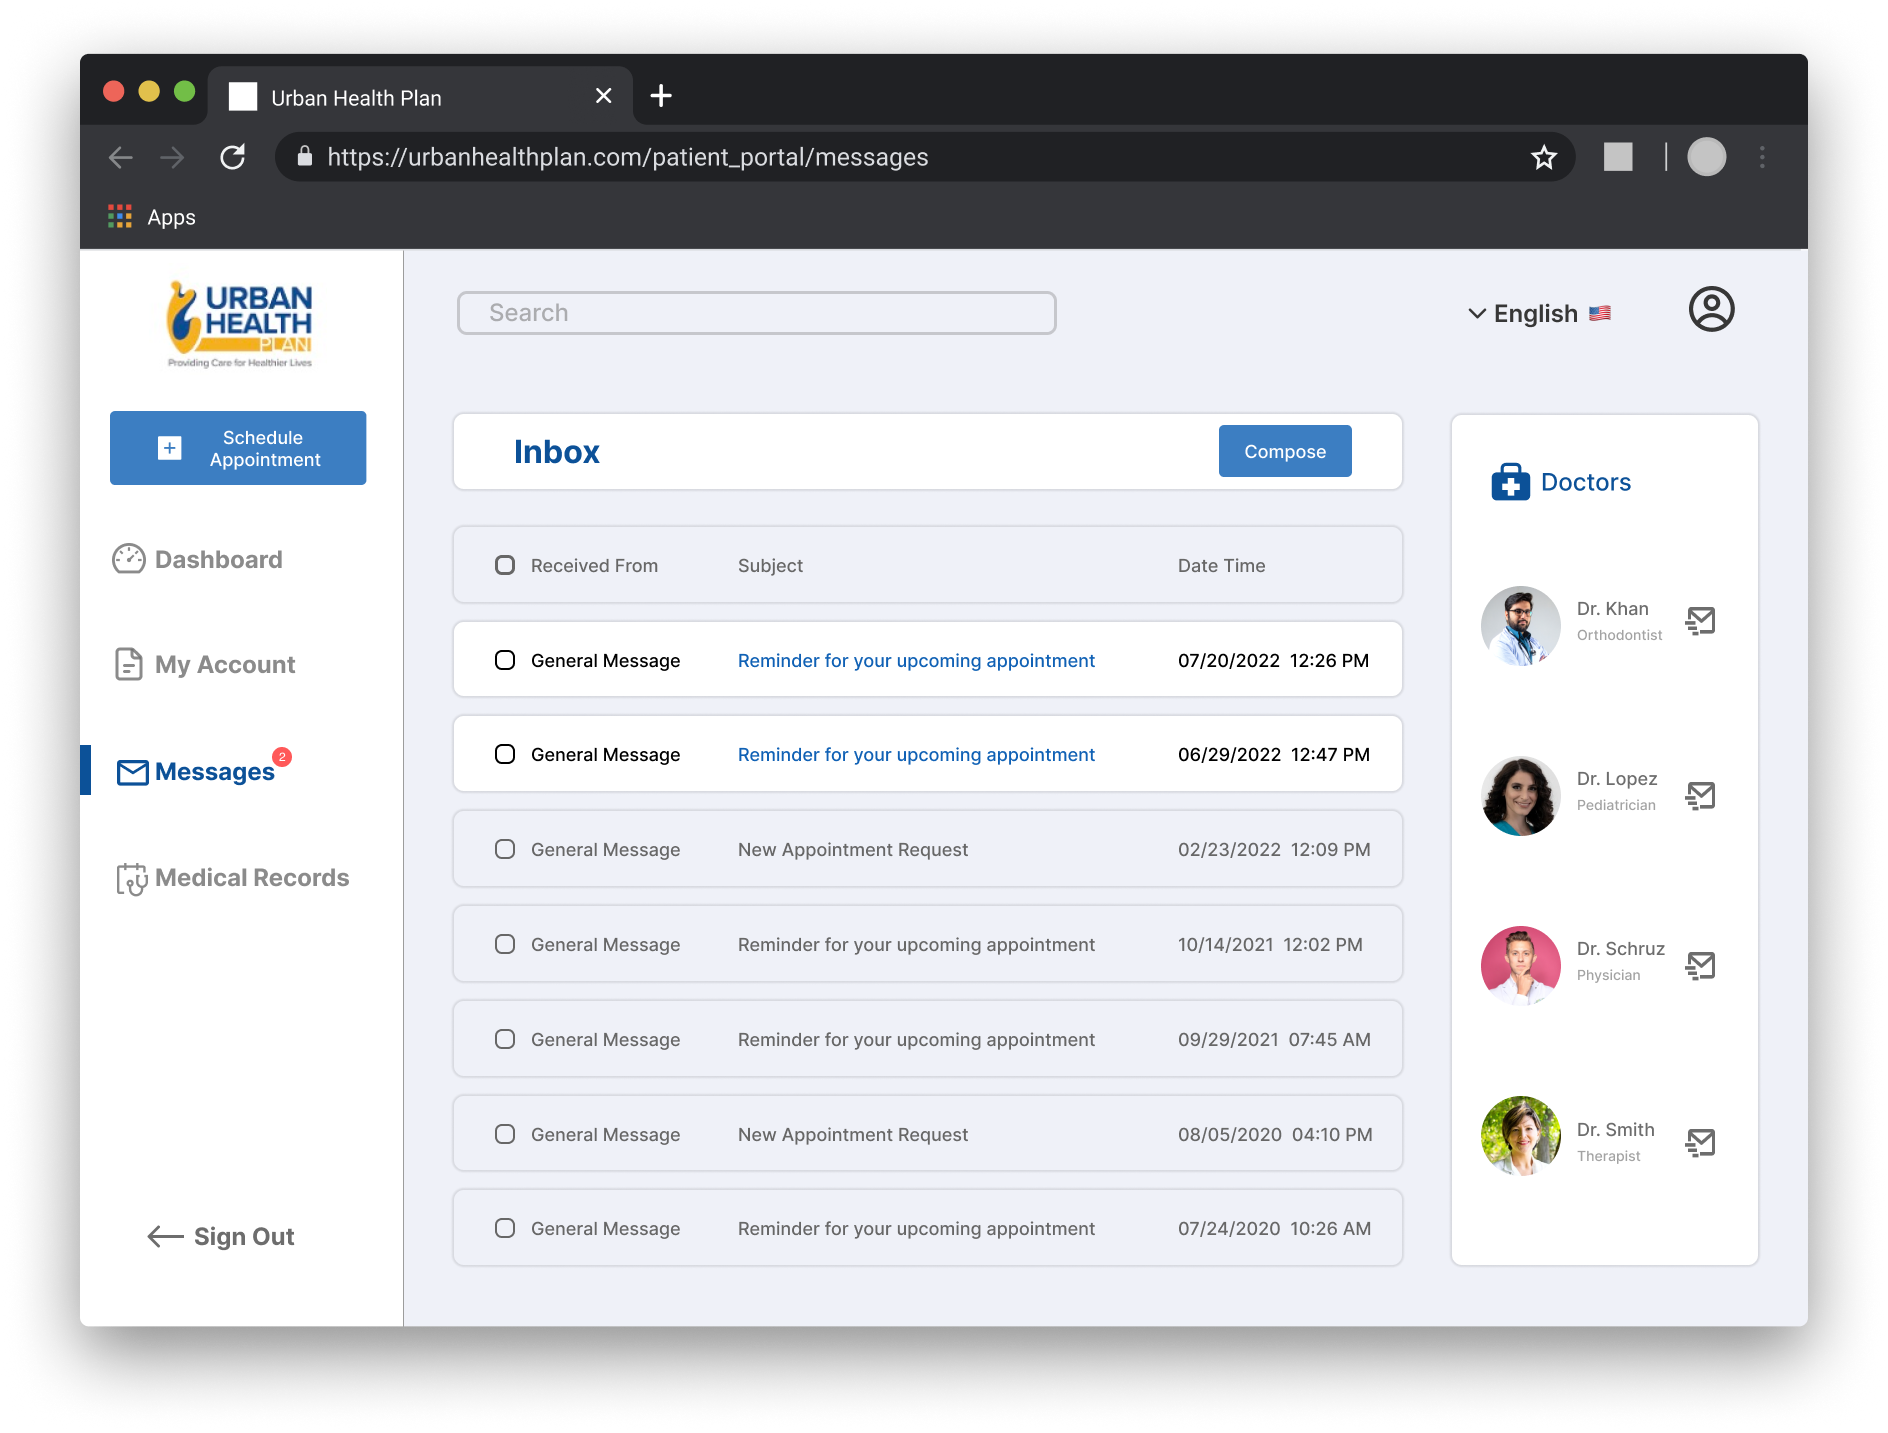 Urban Health Plan
https://urbanhealthplan.com/patient_portal/messages
Apps
URBAN
HEALTH
PLAN
Providing Care for Healthier Lives
Search
English
Schedule
Appointment
Dashboard
My Account
Messages 2
Medical Records
Sign Out
Inbox
Compose
Received From Subject Date Time
General Message Reminder for your upcoming appointment 07/20/2022 12:26 PM
General Message Reminder for your upcoming appointment 06/29/2022 12:47 PM
General Message New Appointment Request 02/23/2022 12:09 PM
General Message Reminder for your upcoming appointment 10/14/2021 12:02 PM
General Message Reminder for your upcoming appointment 09/29/2021 07:45 AM
General Message New Appointment Request 08/05/2020 04:10 PM
General Message Reminder for your upcoming appointment 07/24/2020 10:26 AM
Doctors
Dr. Khan
Orthodontist
Dr. Lopez
Pediatrician
Dr. Schruz
Physician
Dr. Smith
Therapist